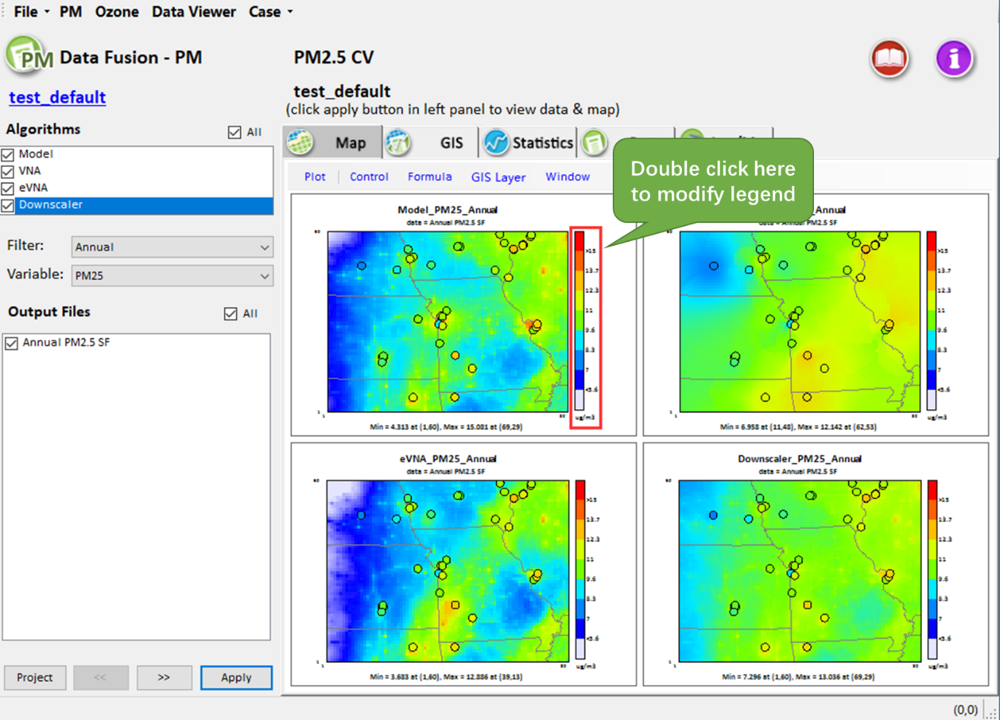 File PM Ozone Data Viewer Case
PM Data Fusion - PM
PM2.5 CV
test_default
test_default
(click apply button in left panel to view data & map)
Algorithms
All
Model
VNA
eVNA
Downscaler
Filter:
Annual
Variable:
PM25
Output Files
All
Annual PM2.5 SF
Project
<<
>>
Apply
Map
GIS
Statistics
Plot
Control
Formula
GIS Layer
Window
Double click here
to modify legend
Model_PM25_Annual
data = Annual PM2.5 SF
>15
13.7
12.3
11
9.6
8.3
7
<5.6
ug/m3
1
1
Min = 4.313 at (1,60), Max = 15.081 at (69,29)
_Annual
data = Annual PM2.5 SF
>15
13.7
12.3
11
9.6
8.3
7
<5.6
ug/m3
1
1
Min = 6.958 at (11,48), Max = 12.142 at (62,53)
eVNA_PM25_Annual
data = Annual PM2.5 SF
>15
13.7
12.3
11
9.6
8.3
7
<5.6
ug/m3
1
1
Min = 3.683 at (1,60), Max = 12.886 at (39,13)
Downscaler_PM25_Annual
data = Annual PM2.5 SF
>15
13.7
12.3
11
9.6
8.3
7
<5.6
ug/m3
1
1
Min = 7.296 at (1,60), Max = 13.036 at (69,29)
(0,0)